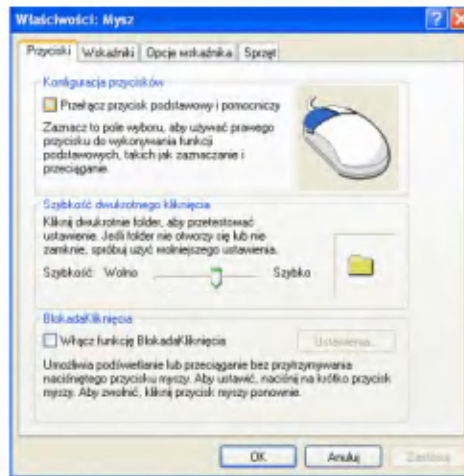 Właściwości: Mysz
Przyciski Wskaźniki Opcje wskaźnika Sprzęt
Konfiguracja przycisków
Przełącz przycisk podstawowy i pomocniczy
Zaznacz to pole wyboru, aby używać prawego
przycisku do wykonywania funkcji
podstawowych, takich jak zaznaczanie i
przeciąganie.
Szybkość dwukrotnego kliknięcia
Kliknij dwukrotnie folder, aby przetestować
ustawienie. Jeśli folder nie otworzy się lub nie
zamknie, spróbuj użyć wolniejszego ustawienia.
Szybkość: Wolno Szybko
BlokadaKliknięcia
Włącz funkcję BlokadaKliknięcia Ustawienia...
Umożliwia podświetlanie lub przeciąganie bez przytrzymywania
naciśniętego przycisku myszy. Aby ustawić, naciśnij na krótko przycisk
myszy. Aby zwolnić, kliknij przycisk myszy ponownie.
OK Anuluj Zastosuj